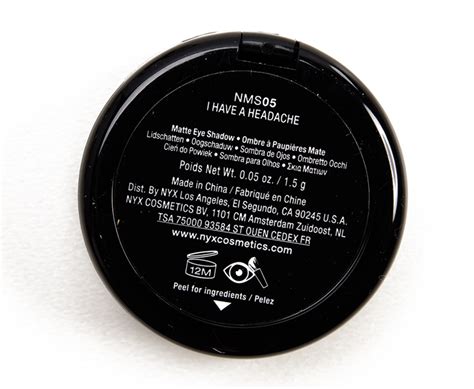 NMS05
I HAVE A HEADACHE
Matte Eye Shadow • Ombre à Paupières Mate
Lidschatten • Oogschaduw • Sombra de Ojos • Ombretto Occhi
Cień do Powiek • Sombra para Olhos • Σκια Ματιων
Poids Net Wt. 0.05 oz. / 1.5 g
Made in China / Fabriqué en Chine
Dist. By NYX Los Angeles, El Segundo, CA 90245 U.S.A.
NYX COSMETICS BV, 1101 CM Amsterdam Zuidoost, NL
TSA 75000 93584 ST OUEN CEDEX FR
www.nyxcosmetics.com
12M
Peel for ingredients / Pelez